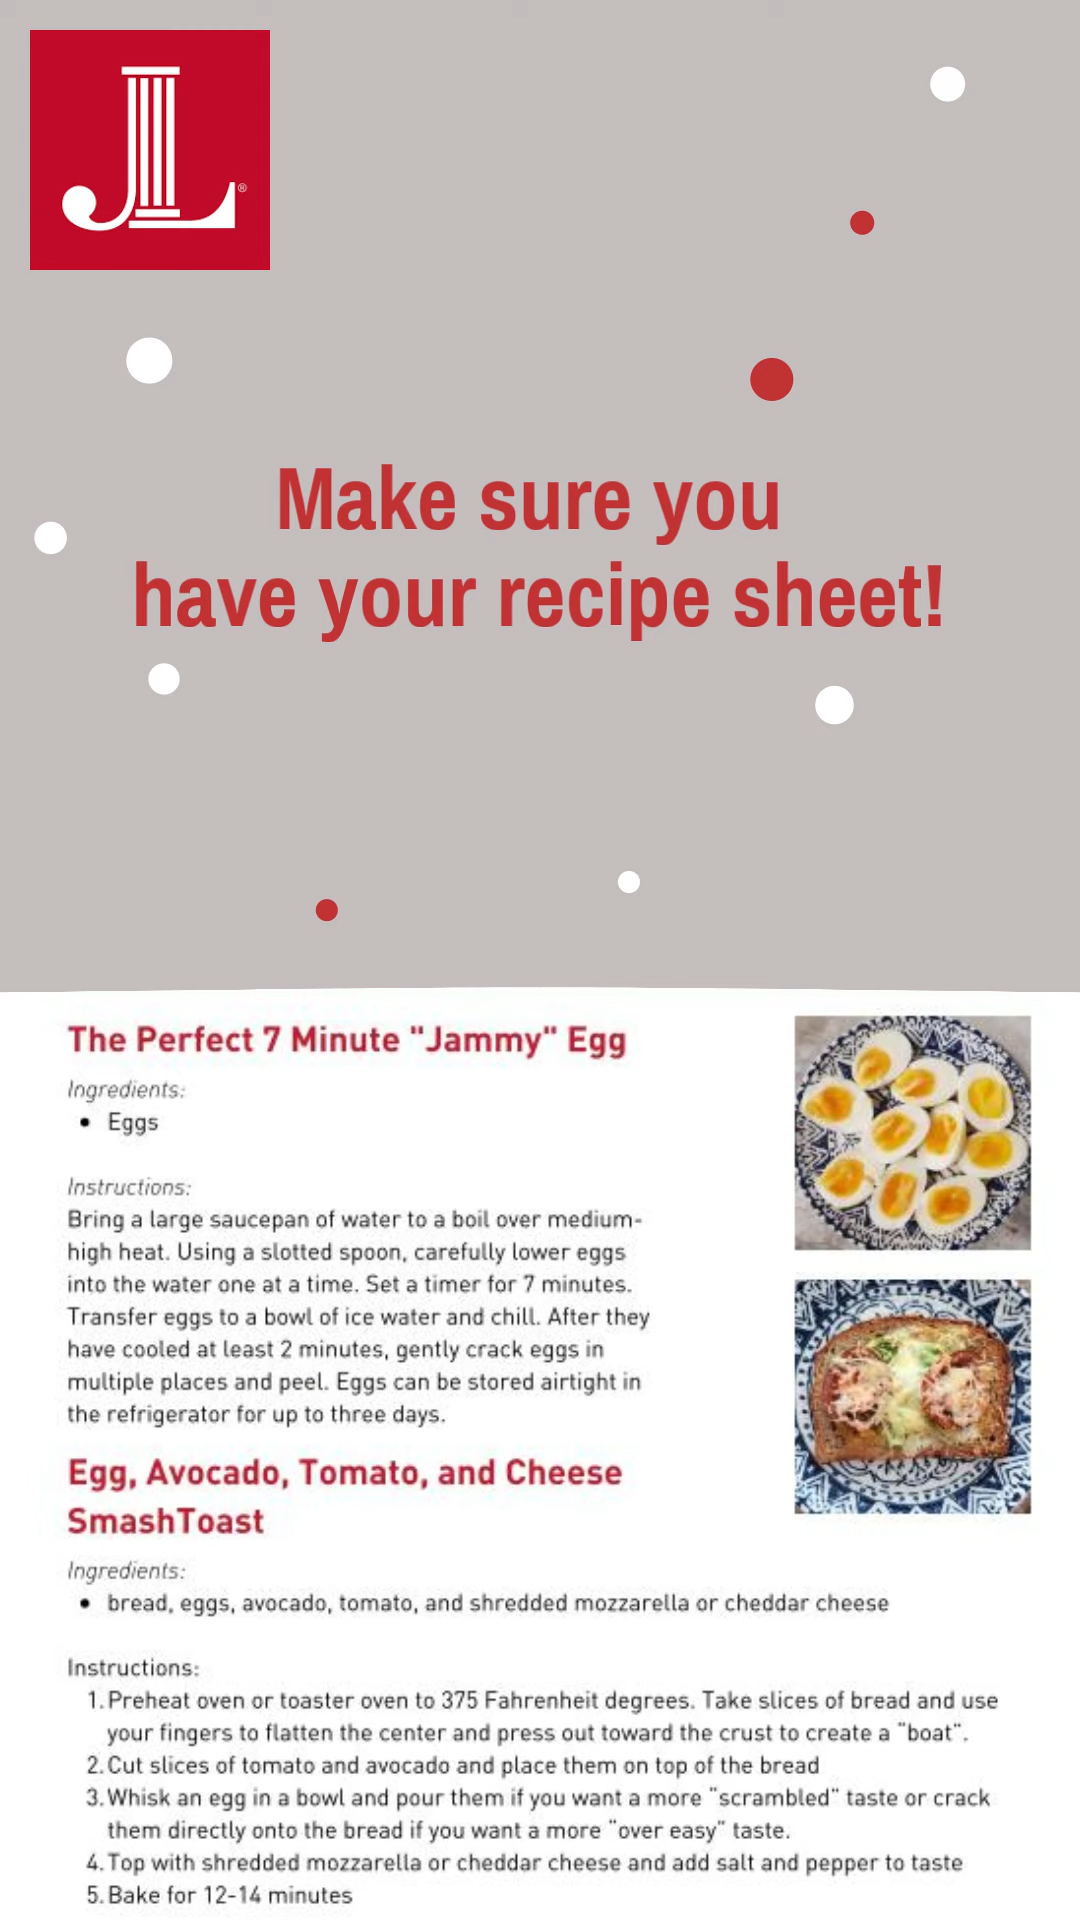 JL®
Make sure you
have your recipe sheet!
The Perfect 7 Minute "Jammy" Egg
Ingredients:
• Eggs
Instructions:
Bring a large saucepan of water to a boil over medium-
high heat. Using a slotted spoon, carefully lower eggs
into the water one at a time. Set a timer for 7 minutes.
Transfer eggs to a bowl of ice water and chill. After they
have cooled at least 2 minutes, gently crack eggs in
multiple places and peel. Eggs can be stored airtight in
the refrigerator for up to three days.
Egg, Avocado, Tomato, and Cheese
SmashToast
Ingredients:
• bread, eggs, avocado, tomato, and shredded mozzarella or cheddar cheese
Instructions:
1. Preheat oven or toaster oven to 375 Fahrenheit degrees. Take slices of bread and use
your fingers to flatten the center and press out toward the crust to create a "boat".
2. Cut slices of tomato and avocado and place them on top of the bread
3. Whisk an egg in a bowl and pour them if you want a more "scrambled" taste or crack
them directly onto the bread if you want a more "over easy" taste.
4. Top with shredded mozzarella or cheddar cheese and add salt and pepper to taste
5. Bake for 12-14 minutes